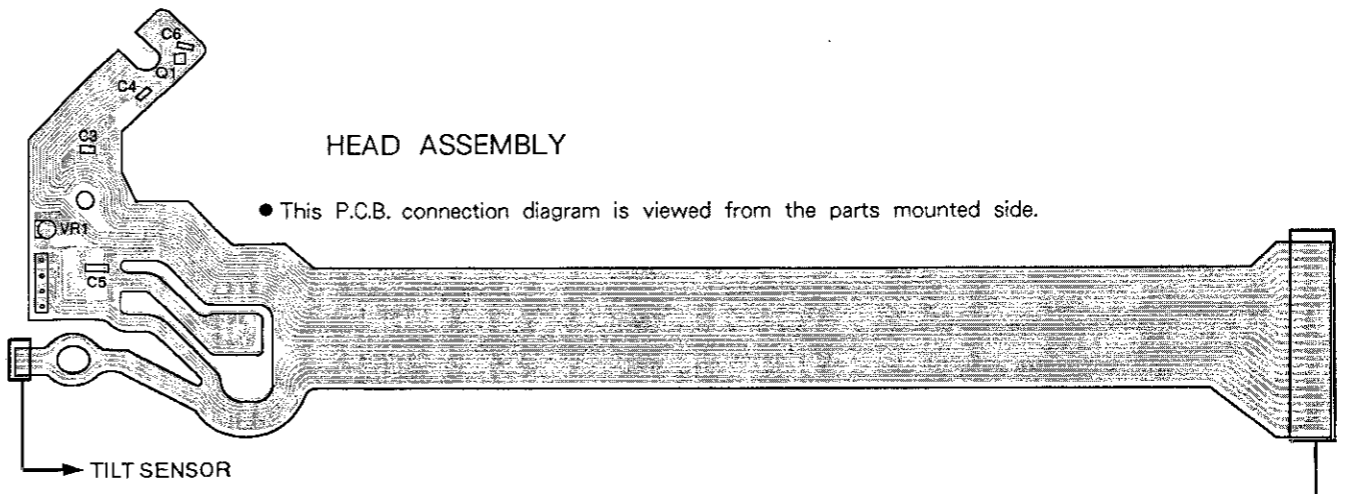 C6
Q1
C4
C3
HEAD ASSEMBLY
● This P.C.B. connection diagram is viewed from the parts mounted side.
VR1
C5
TILT SENSOR